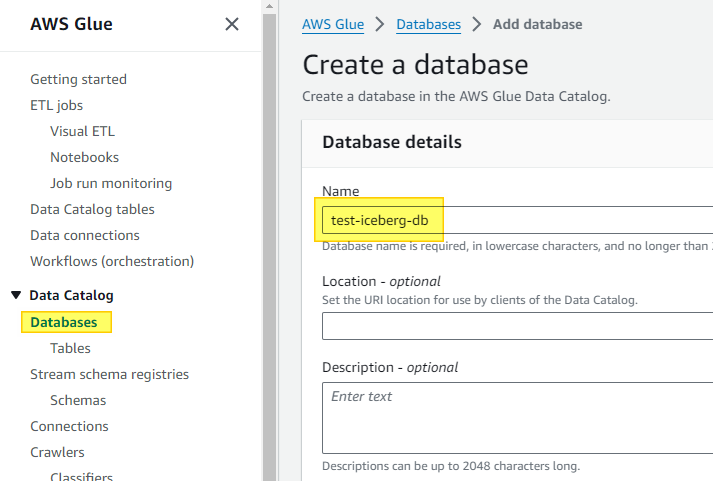 AWS Glue
Getting started
ETL jobs
Visual ETL
Notebooks
Job run monitoring
Data Catalog tables
Data connections
Workflows (orchestration)
Data Catalog
Databases
Tables
Stream schema registries
Schemas
Connections
Crawlers
Classifiers
AWS Glue > Databases > Add database
Create a database
Create a database in the AWS Glue Data Catalog.
Database details
Name
test-iceberg-db
Database name is required, in lowercase characters, and no longer than
Location - optional
Set the URI location for use by clients of the Data Catalog.
Description - optional
Enter text
Descriptions can be up to 2048 characters long.